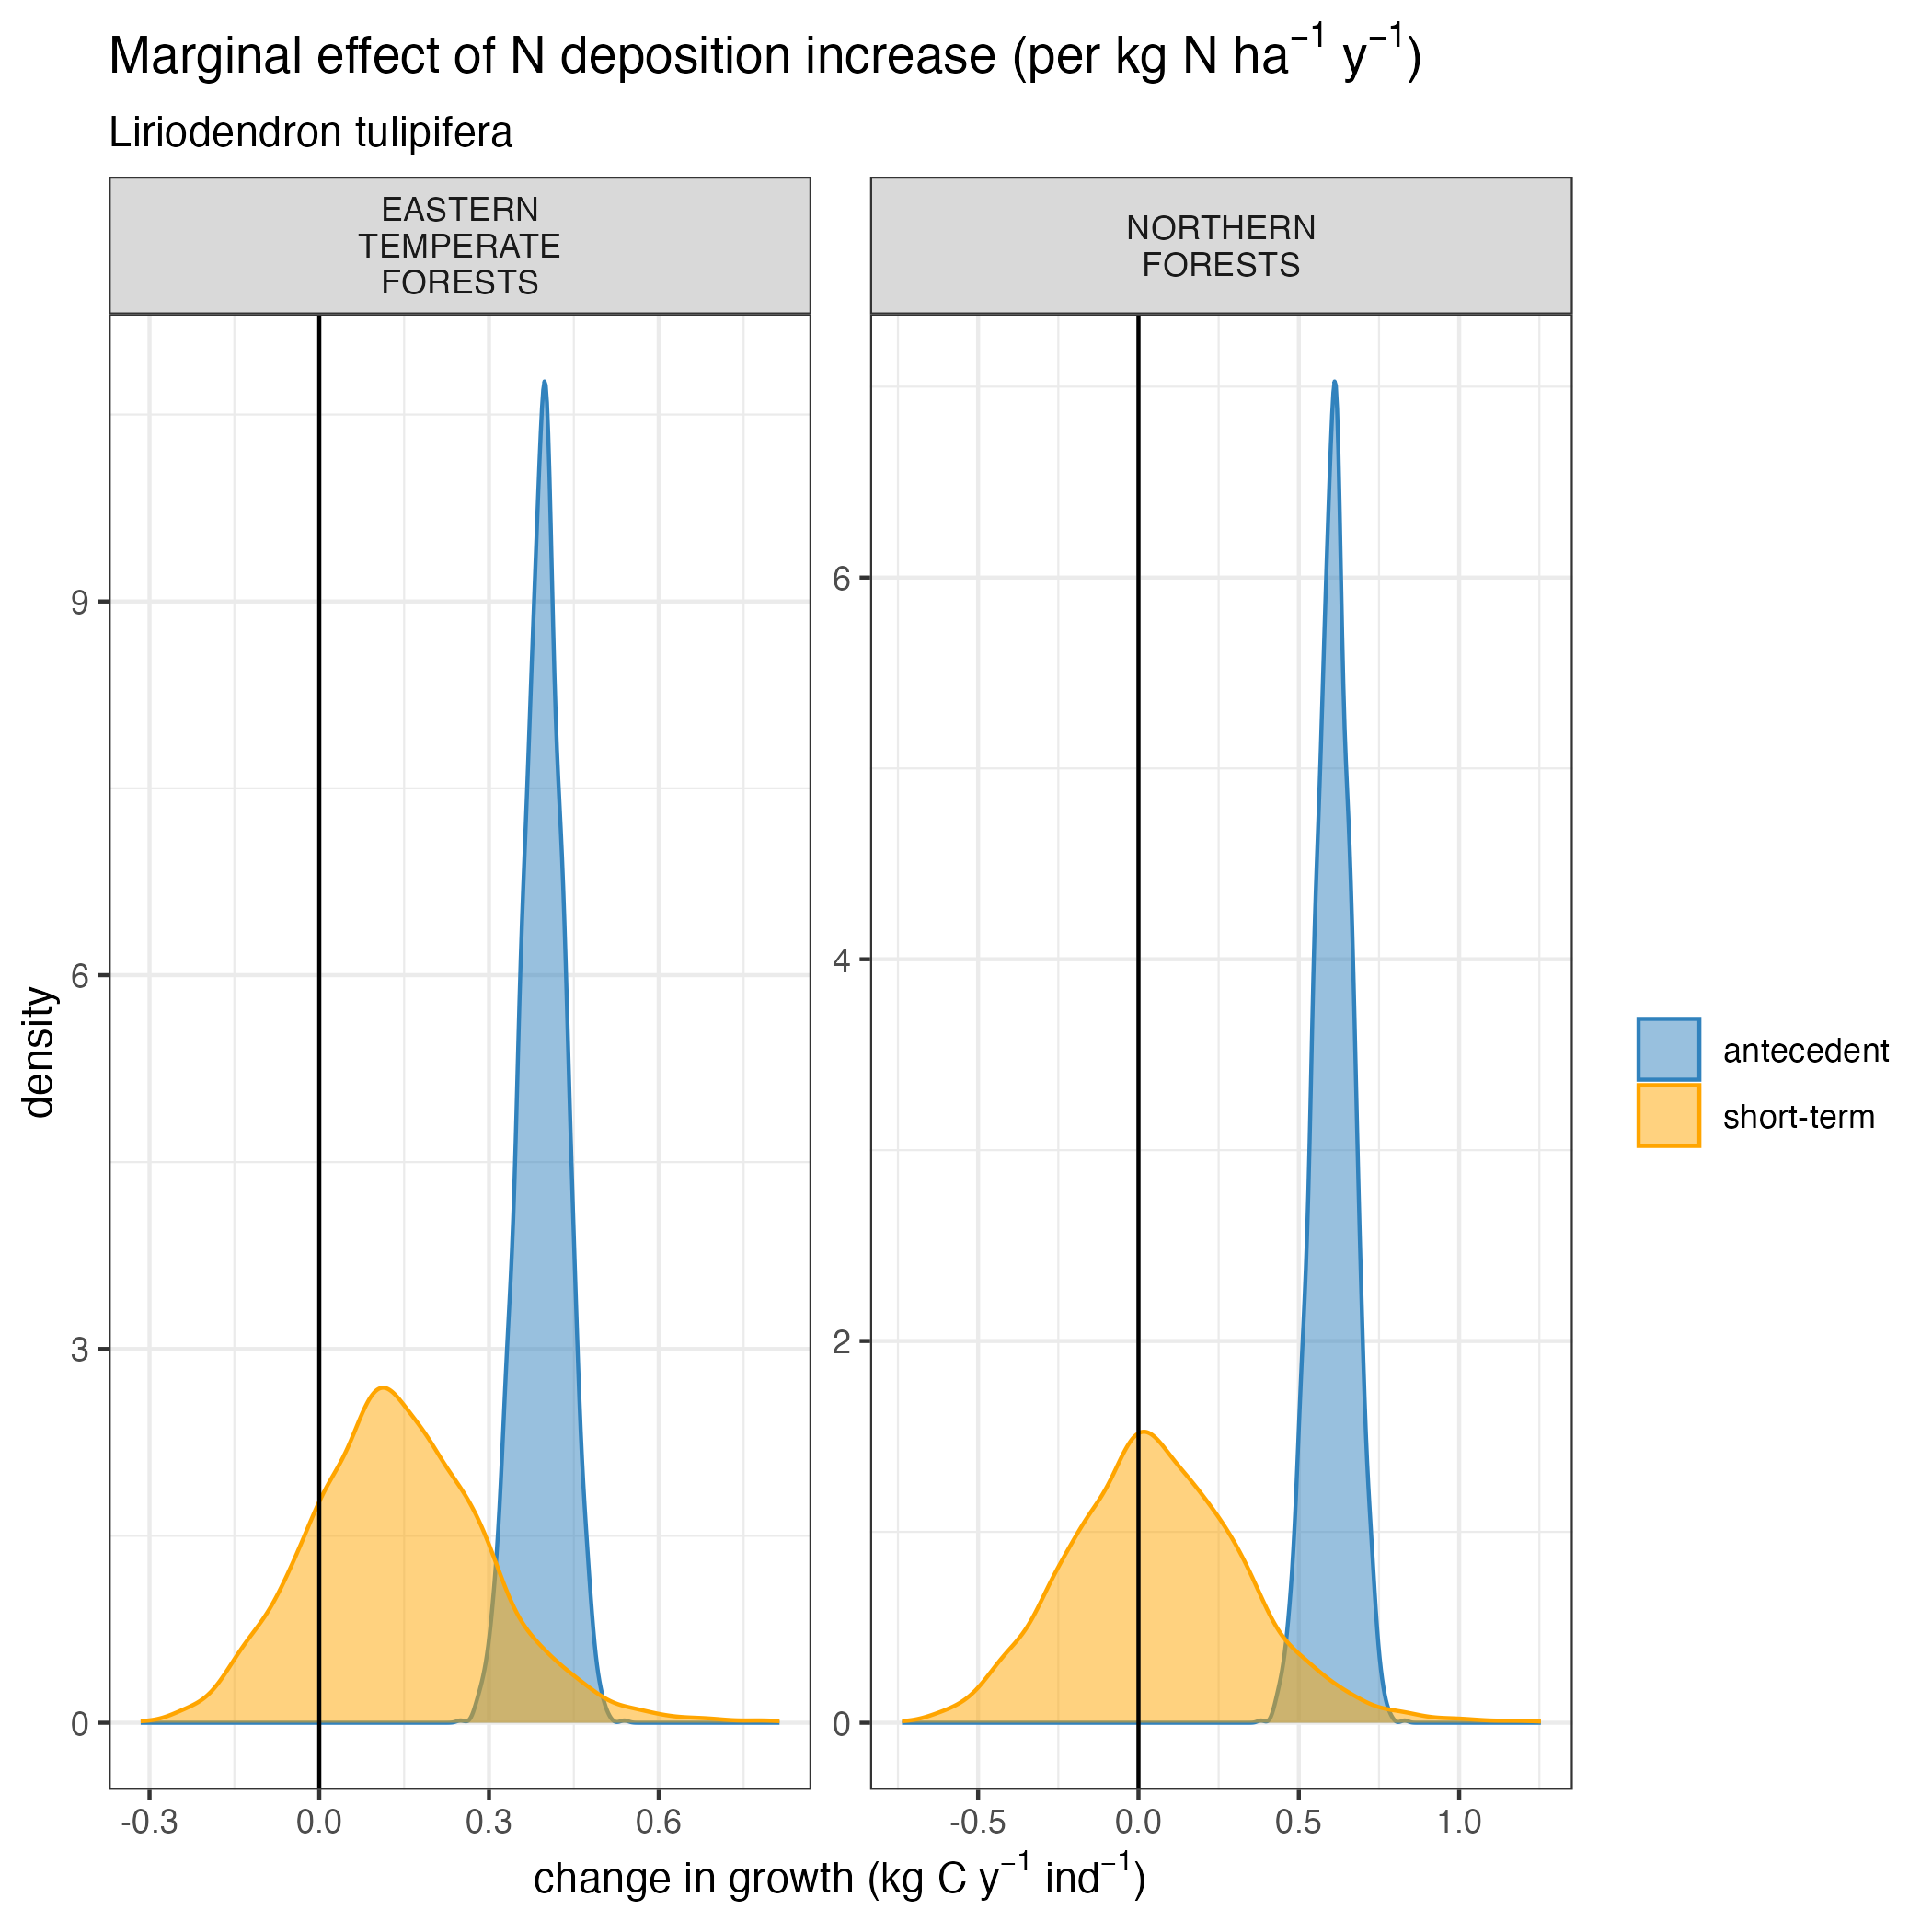 Marginal effect of N deposition increase (per kg N ha⁻¹ y⁻¹)
Liriodendron tulipifera
EASTERN
TEMPERATE
FORESTS
NORTHERN
FORESTS
density
9
6
3
0
6
4
2
0
-0.3 0.0 0.3 0.6
-0.5 0.0 0.5 1.0
change in growth (kg C y⁻¹ ind⁻¹)
antecedent
short-term